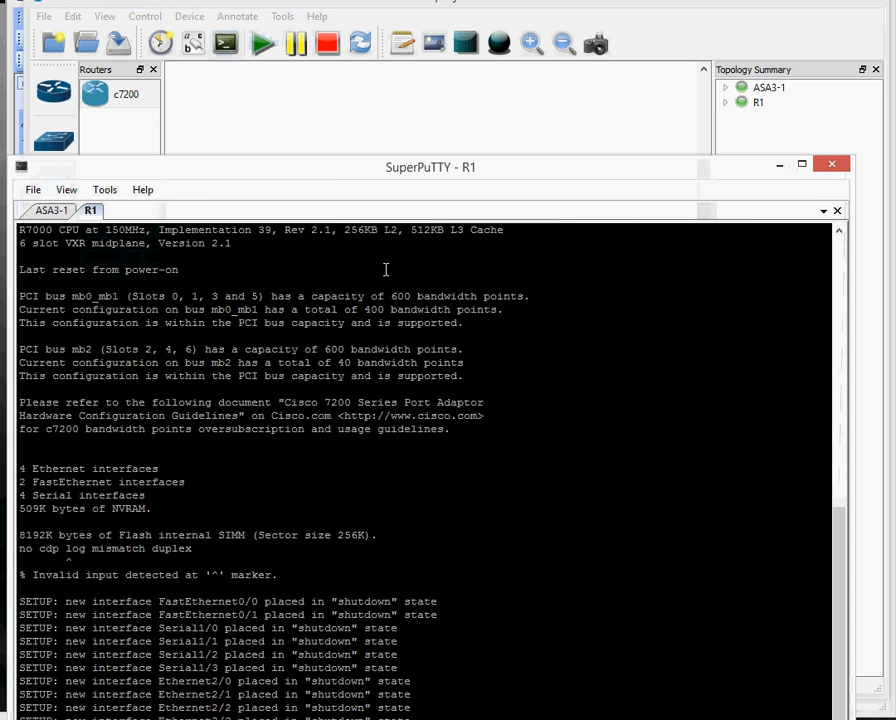 File Edit View Control Device Annotate Tools Help
Routers
Topology Summary
c7200
ASA3-1
R1
SuperPuTTY - R1
File View Tools Help
ASA3-1 R1
R7000 CPU at 150MHz, Implementation 39, Rev 2.1, 256KB L2, 512KB L3 Cache
6 slot VXR midplane, Version 2.1
Last reset from power-on
PCI bus mb0_mb1 (Slots 0, 1, 3 and 5) has a capacity of 600 bandwidth points.
Current configuration on bus mb0_mb1 has a total of 400 bandwidth points.
This configuration is within the PCI bus capacity and is supported.
PCI bus mb2 (Slots 2, 4, 6) has a capacity of 600 bandwidth points.
Current configuration on bus mb2 has a total of 40 bandwidth points
This configuration is within the PCI bus capacity and is supported.
Please refer to the following document "Cisco 7200 Series Port Adaptor
Hardware Configuration Guidelines" on Cisco.com <http://www.cisco.com>
for c7200 bandwidth points oversubscription and usage guidelines.
4 Ethernet interfaces
2 FastEthernet interfaces
4 Serial interfaces
509K bytes of NVRAM.
8192K bytes of Flash internal SIMM (Sector size 256K).
no cdp log mismatch duplex
^
% Invalid input detected at '^' marker.
SETUP: new interface FastEthernet0/0 placed in "shutdown" state
SETUP: new interface FastEthernet0/1 placed in "shutdown" state
SETUP: new interface Serial1/0 placed in "shutdown" state
SETUP: new interface Serial1/1 placed in "shutdown" state
SETUP: new interface Serial1/2 placed in "shutdown" state
SETUP: new interface Serial1/3 placed in "shutdown" state
SETUP: new interface Ethernet2/0 placed in "shutdown" state
SETUP: new interface Ethernet2/1 placed in "shutdown" state
SETUP: new interface Ethernet2/2 placed in "shutdown" state